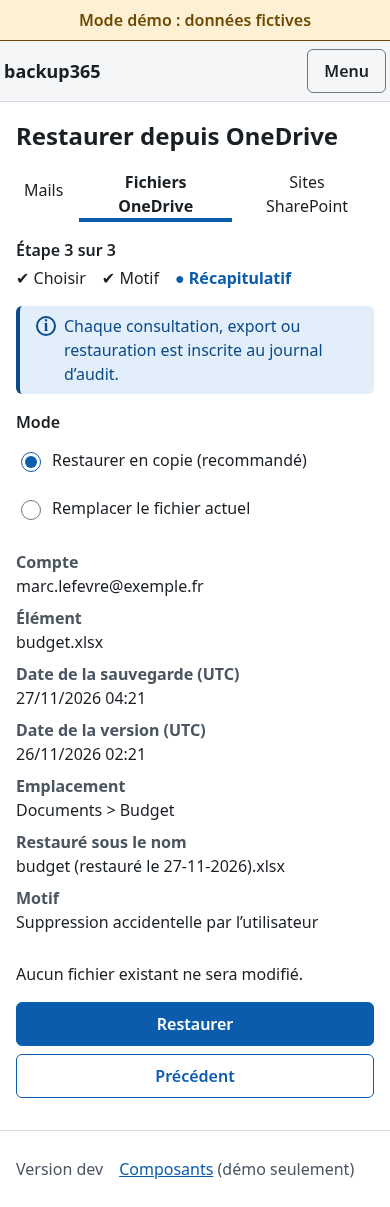 Mode démo : données fictives
backup365
Menu
Restaurer depuis OneDrive
Mails
Fichiers
OneDrive
Sites
SharePoint
Étape 3 sur 3
✔ Choisir ✔ Motif ● Récapitulatif
Chaque consultation, export ou
restauration est inscrite au journal
d’audit.
Mode
Restaurer en copie (recommandé)
Remplacer le fichier actuel
Compte
marc.lefevre@exemple.fr
Élément
budget.xlsx
Date de la sauvegarde (UTC)
27/11/2026 04:21
Date de la version (UTC)
26/11/2026 02:21
Emplacement
Documents > Budget
Restauré sous le nom
budget (restauré le 27-11-2026).xlsx
Motif
Suppression accidentelle par l’utilisateur
Aucun fichier existant ne sera modifié.
Restaurer
Précédent
Version dev Composants (démo seulement)